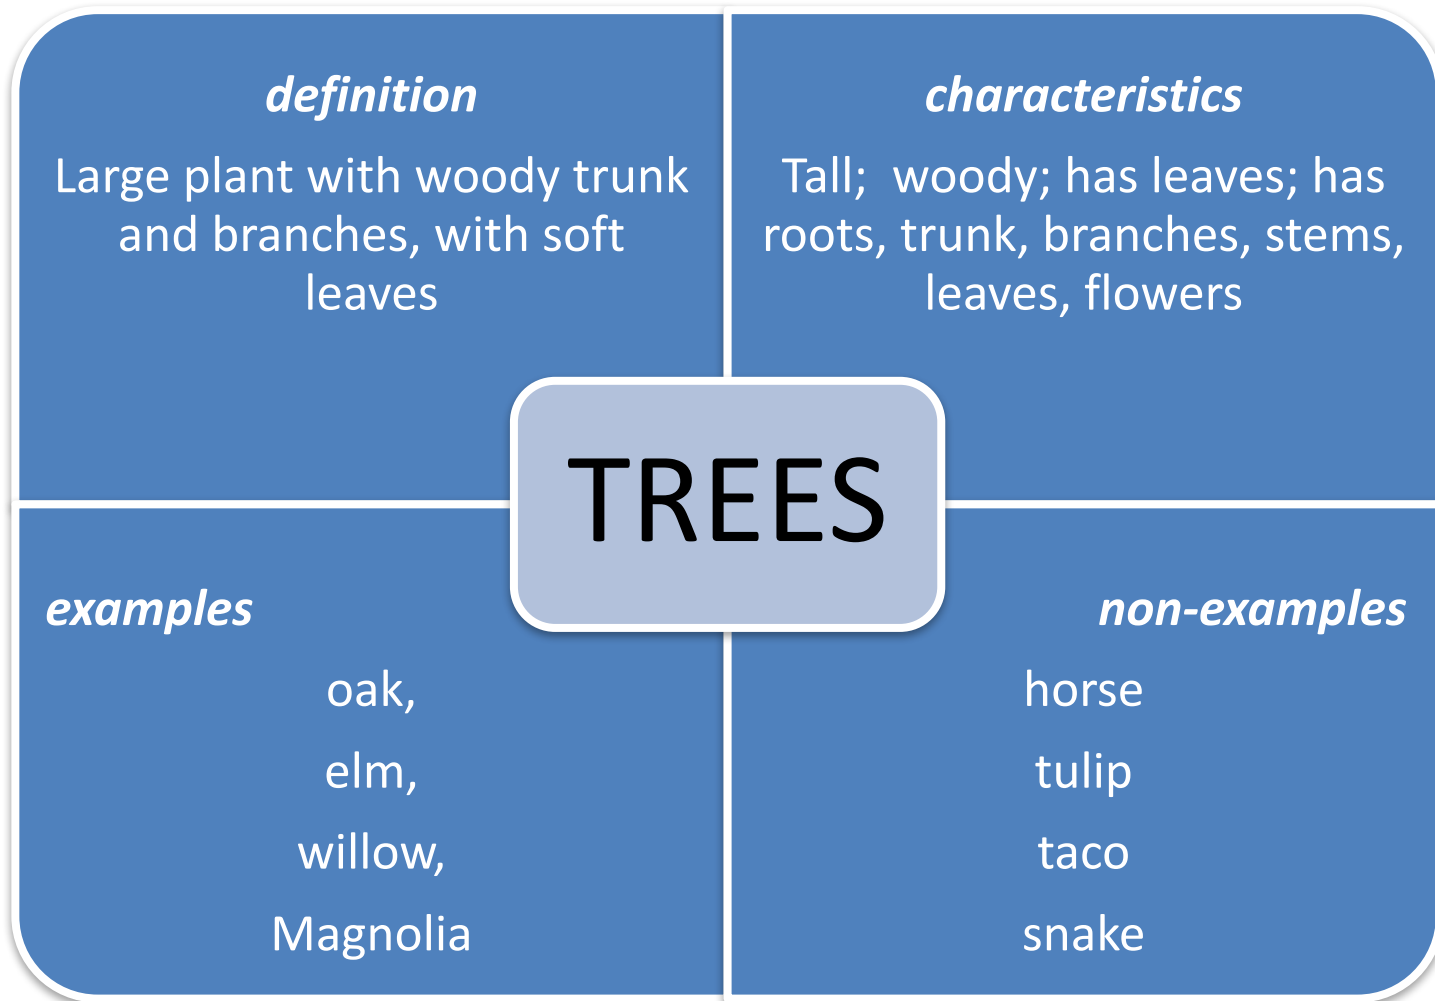 definition
Large plant with woody trunk
and branches, with soft
leaves
characteristics
Tall;  woody; has leaves; has
roots, trunk, branches, stems,
leaves, flowers
TREES
examples
oak,
elm,
willow,
Magnolia
non-examples
horse
tulip
taco
snake